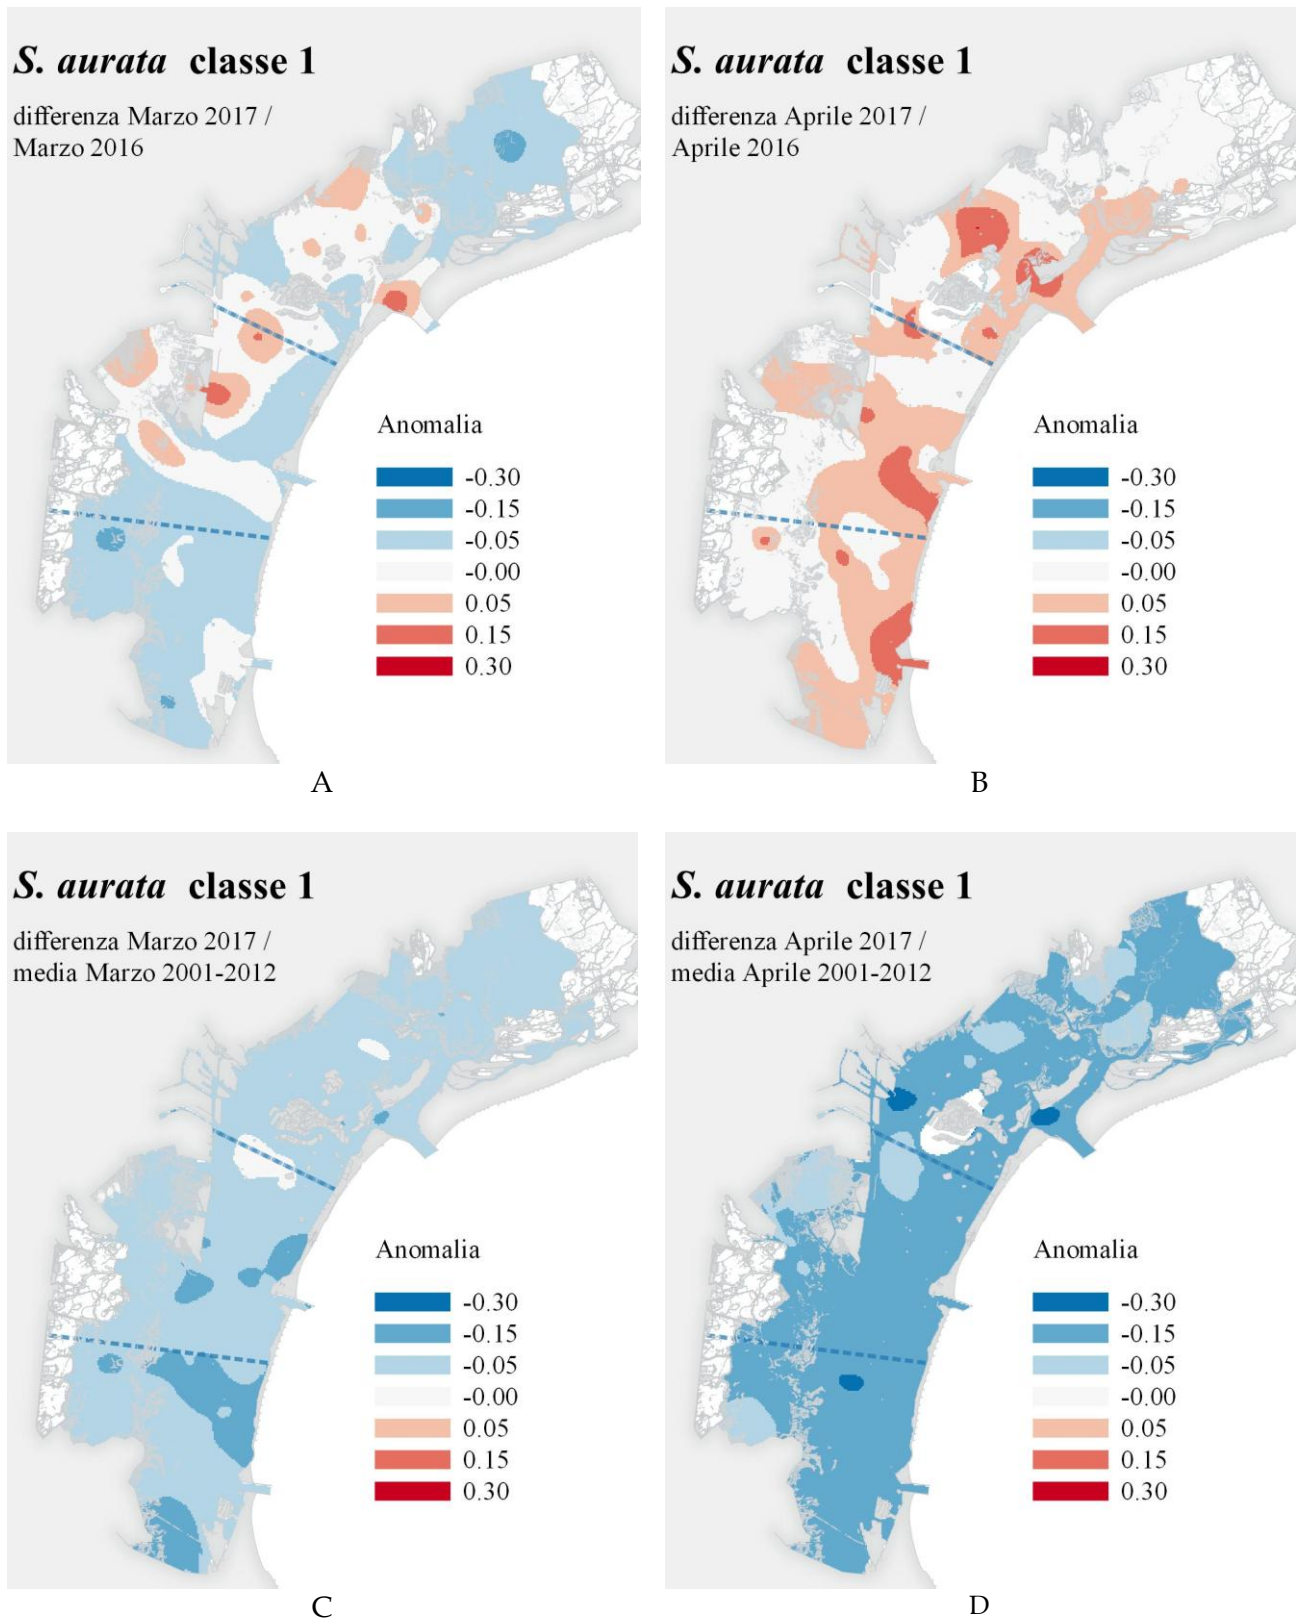 S. aurata classe 1
differenza Marzo 2017 /
Marzo 2016
Anomalia
-0.30
-0.15
-0.05
-0.00
0.05
0.15
0.30
A
S. aurata classe 1
differenza Aprile 2017 /
Aprile 2016
Anomalia
-0.30
-0.15
-0.05
-0.00
0.05
0.15
0.30
B
S. aurata classe 1
differenza Marzo 2017 /
media Marzo 2001-2012
Anomalia
-0.30
-0.15
-0.05
-0.00
0.05
0.15
0.30
C
S. aurata classe 1
differenza Aprile 2017 /
media Aprile 2001-2012
Anomalia
-0.30
-0.15
-0.05
-0.00
0.05
0.15
0.30
D